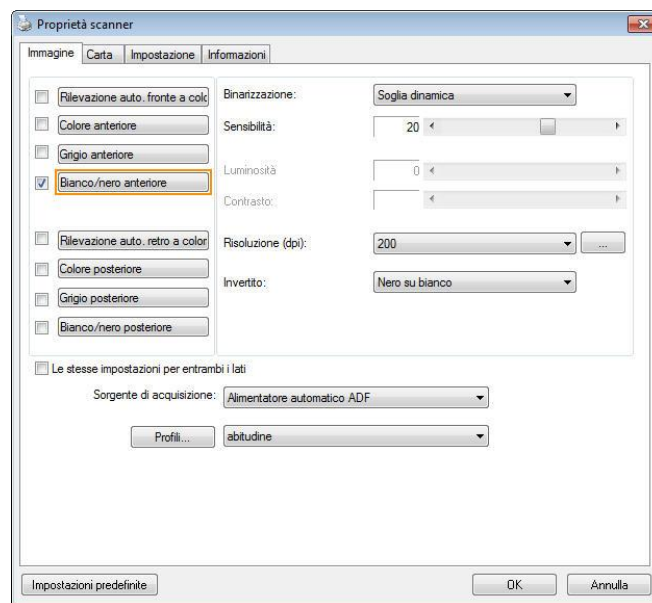 Proprietà scanner
Immagine Carta Impostazione Informazioni
Rilevazione auto. fronte a colo
Colore anteriore
Grigio anteriore
Bianco/nero anteriore
Rilevazione auto. retro a color
Colore posteriore
Grigio posteriore
Bianco/nero posteriore
Binarizzazione: Soglia dinamica
Sensibilità: 20
Luminosità 0
Contrasto:
Risoluzione (dpi): 200 ...
Invertito: Nero su bianco
Le stesse impostazioni per entrambi i lati
Sorgente di acquisizione: Alimentatore automatico ADF
Profili... abitudine
Impostazioni predefinite OK Annulla